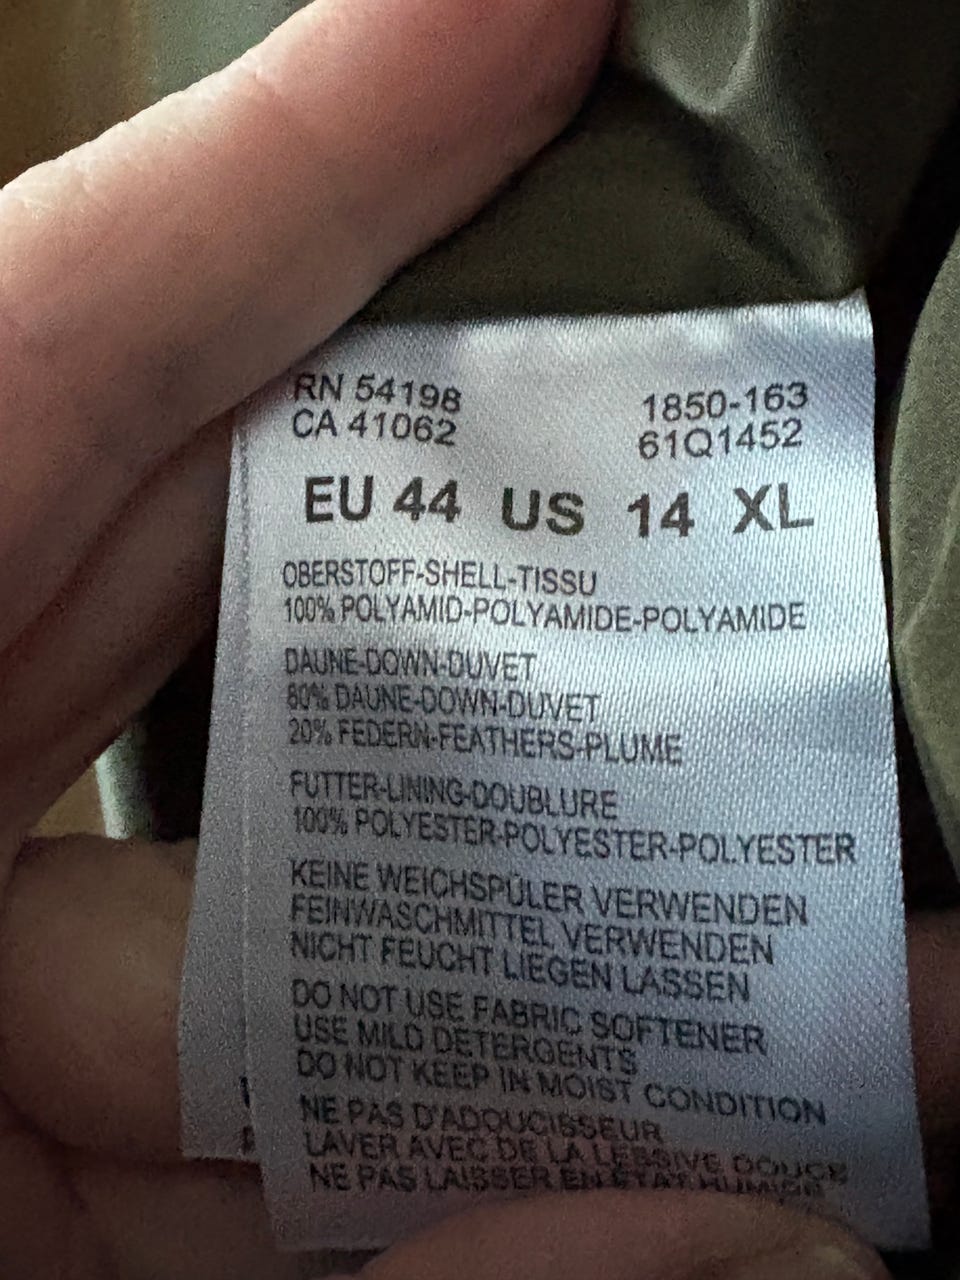 RN 54198
CA 41062
1850-163
61Q1452
EU 44 US 14 XL
OBERSTOFF-SHELL-TISSU
100% POLYAMID-POLYAMIDE-POLYAMIDE
DAUNE-DOWN-DUVET
80% DAUNE-DOWN-DUVET
20% FEDERN-FEATHERS-PLUME
FUTTER-LINING-DOUBLURE
100% POLYESTER-POLYESTER-POLYESTER
KEINE WEICHSPÜLER VERWENDEN
FEINWASCHMITTEL VERWENDEN
NICHT FEUCHT LIEGEN LASSEN
DO NOT USE FABRIC SOFTENER
USE MILD DETERGENTS
DO NOT KEEP IN MOIST CONDITION
NE PAS D'ADOUCISSEUR
LAVER AVEC DE LA LESSIVE DOUCE
NE PAS LAISSER EN ÉTAT HUMIDE